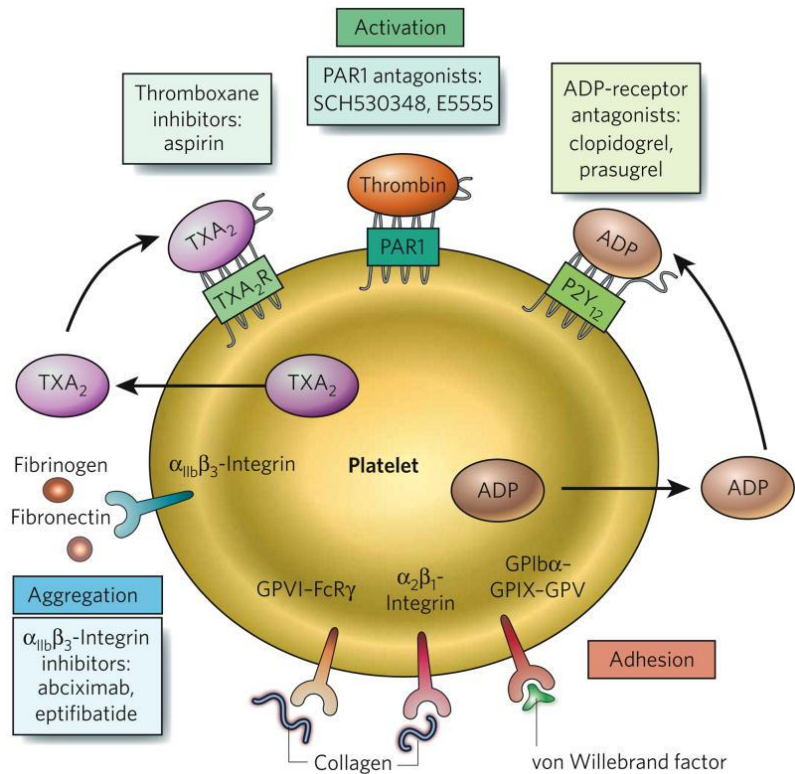 Activation
PAR1 antagonists:
SCH530348, E5555
Thromboxane
inhibitors:
aspirin
ADP-receptor
antagonists:
clopidogrel,
prasugrel
Thrombin
PAR1
TXA₂
TXA₂R
ADP
P2Y₁₂
TXA₂
TXA₂
Fibrinogen
Fibronectin
αIIbβ₃-Integrin
Platelet
ADP
ADP
Aggregation
αIIbβ₃-Integrin
inhibitors:
abciximab,
eptifibatide
GPVI–FcRγ
α₂β₁-
Integrin
GPIbα–
GPIX–GPV
Adhesion
Collagen
von Willebrand factor